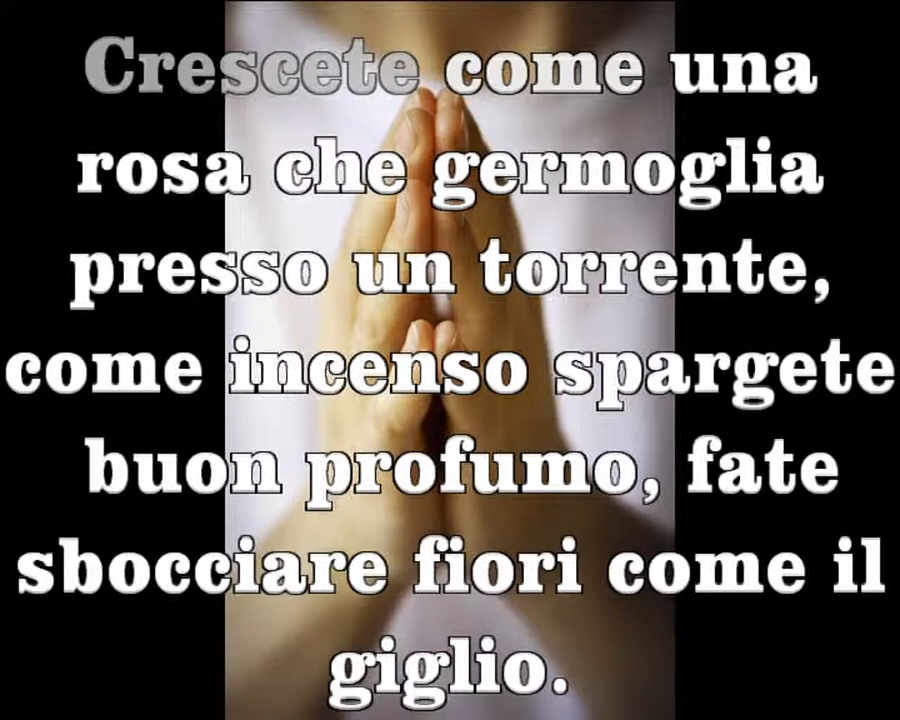 Crescete come una
rosa che germoglia
presso un torrente,
come incenso spargete
buon profumo, fate
sbocciare fiori come il
giglio.